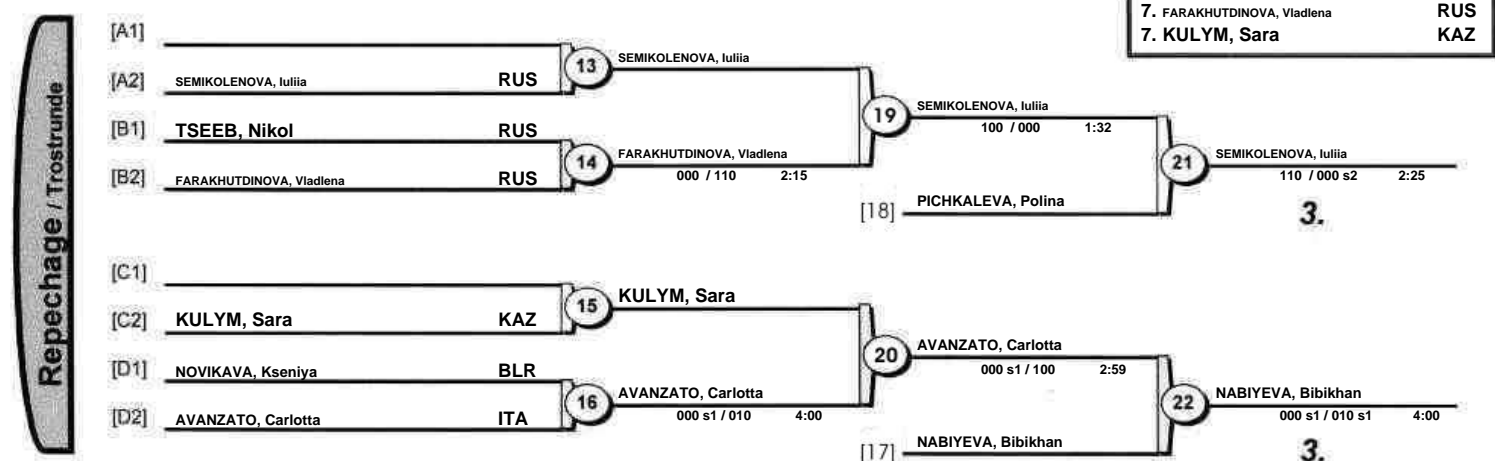 7. FARAKHUTDINOVA, Vladlena RUS
7. KULYM, Sara KAZ
Repechage / Trostrunde
[A1]
[A2] SEMIKOLENOVA, Iuliia RUS
13 SEMIKOLENOVA, Iuliia
[B1] TSEEB, Nikol RUS
[B2] FARAKHUTDINOVA, Vladlena RUS
14 FARAKHUTDINOVA, Vladlena
000 / 110 2:15
19 SEMIKOLENOVA, Iuliia
100 / 000 1:32
[18] PICHKALEVA, Polina
21 SEMIKOLENOVA, Iuliia
110 / 000 s2 2:25
3.
[C1]
[C2] KULYM, Sara KAZ
15 KULYM, Sara
[D1] NOVIKAVA, Kseniya BLR
[D2] AVANZATO, Carlotta ITA
16 AVANZATO, Carlotta
000 s1 / 010 4:00
20 AVANZATO, Carlotta
000 s1 / 100 2:59
[17] NABIYEVA, Bibikhan
22 NABIYEVA, Bibikhan
000 s1 / 010 s1 4:00
3.